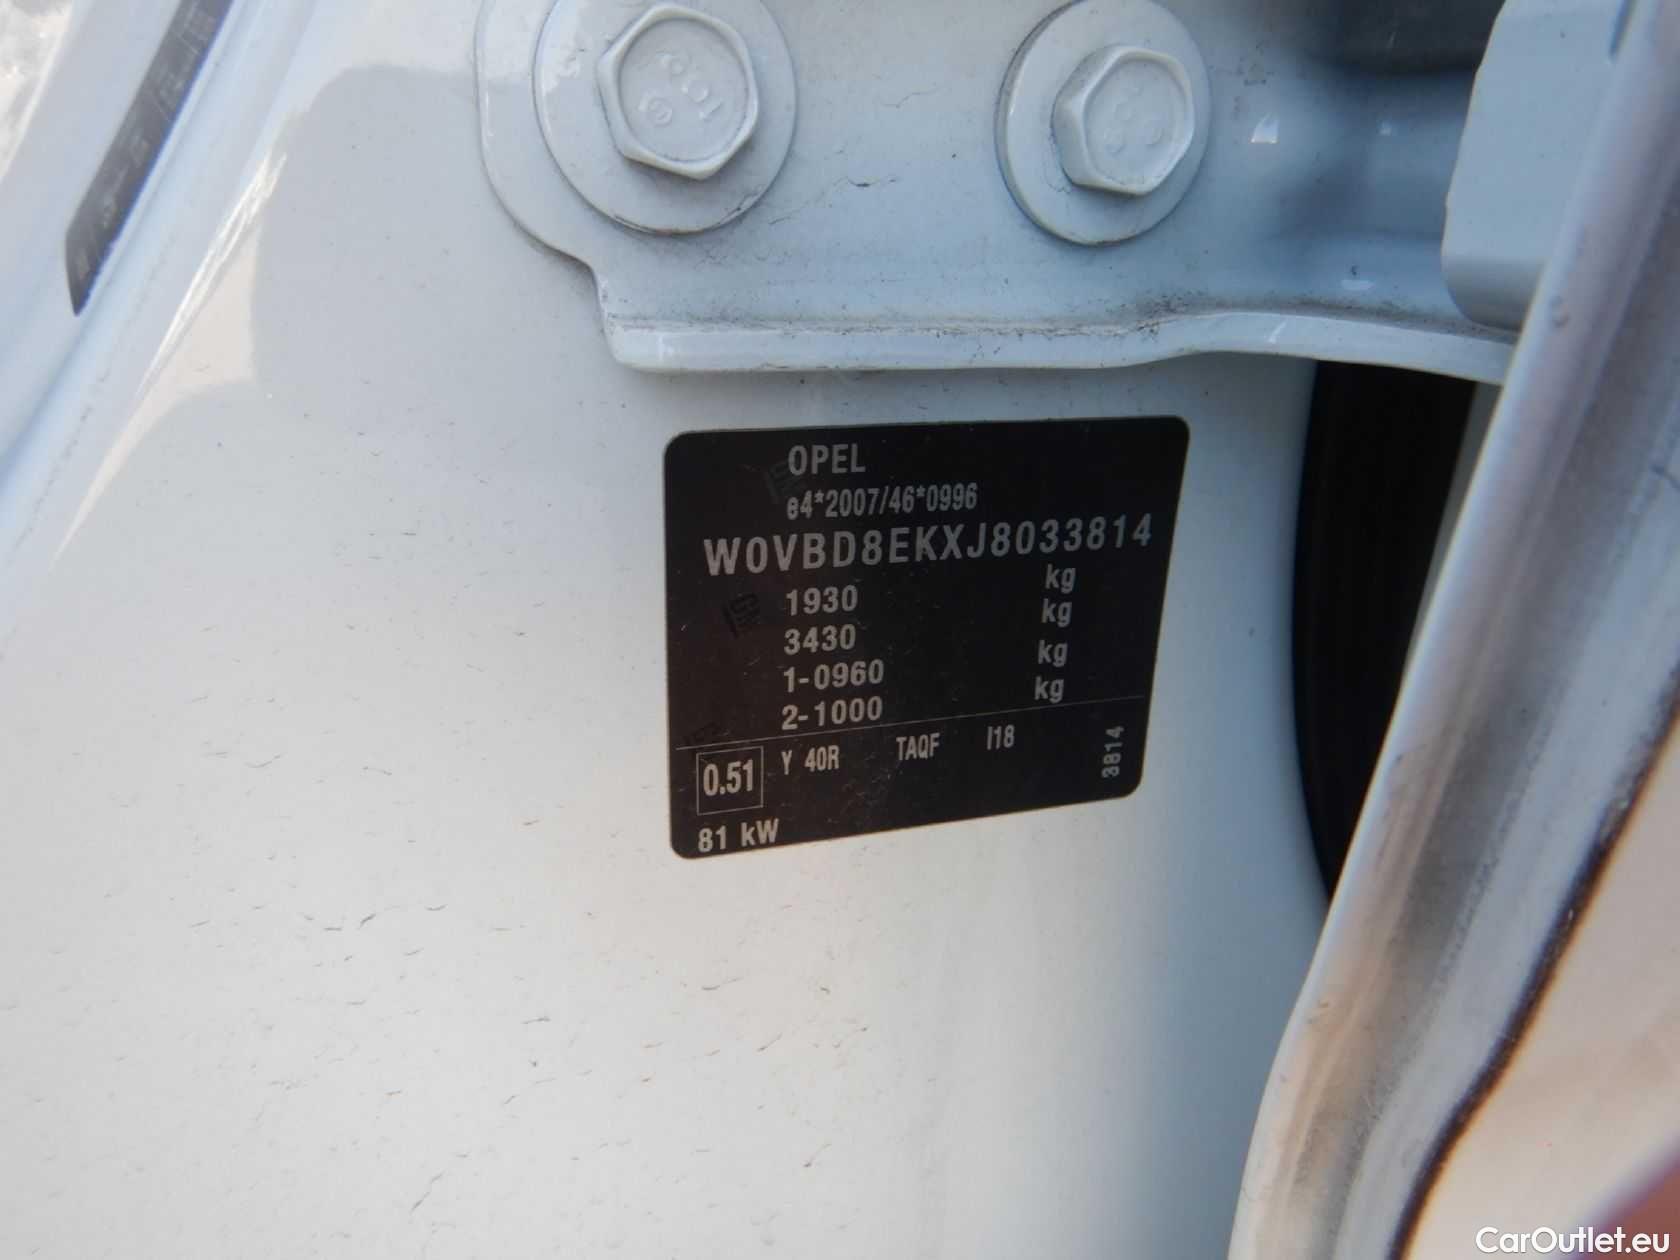 OPEL
e4*2007/46*0996
W0VBD8EKXJ8033814
1930 kg
3430 kg
1-0960 kg
2-1000 kg
0.51 Y 40R TAQF I18
3814
81 kW
CarOutlet.eu